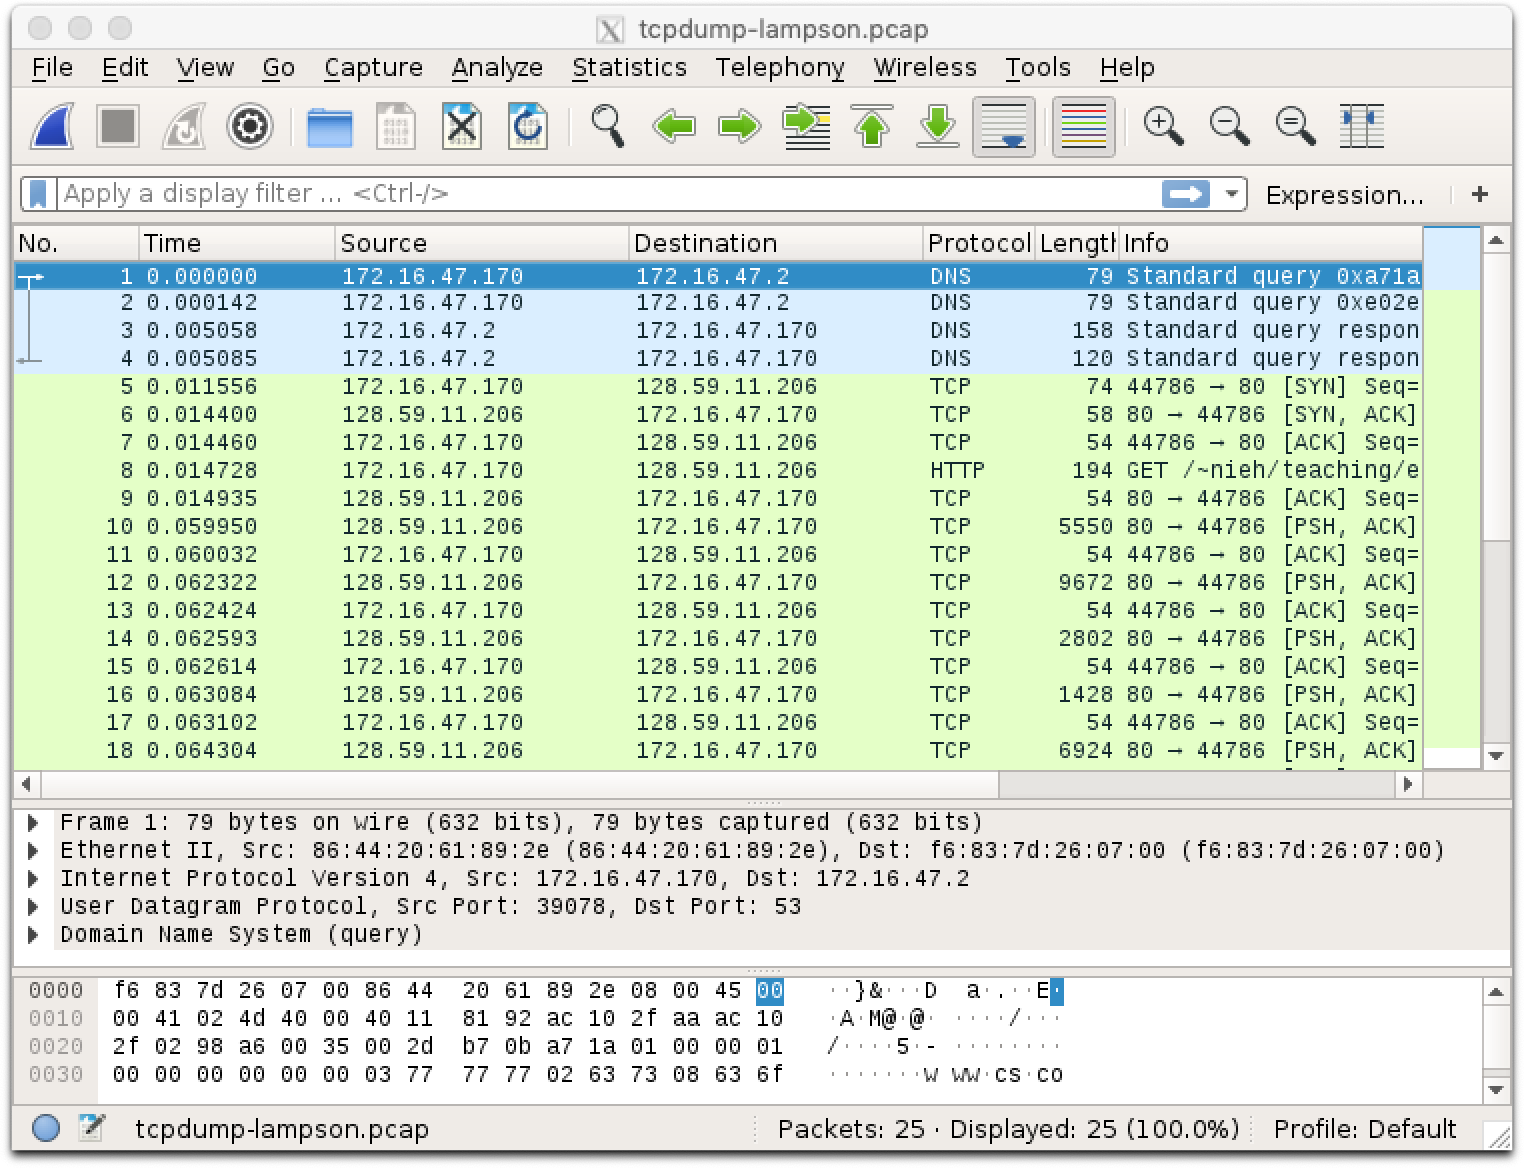 tcpdump-lampson.pcap
File Edit View Go Capture Analyze Statistics Telephony Wireless Tools Help
Apply a display filter ... <Ctrl-/> Expression... +
No. Time Source Destination Protocol Length Info
1 0.000000 172.16.47.170 172.16.47.2 DNS 79 Standard query 0xa71a
2 0.000142 172.16.47.170 172.16.47.2 DNS 79 Standard query 0xe02e
3 0.005058 172.16.47.2 172.16.47.170 DNS 158 Standard query respon
4 0.005085 172.16.47.2 172.16.47.170 DNS 120 Standard query respon
5 0.011556 172.16.47.170 128.59.11.206 TCP 74 44786 → 80 [SYN] Seq=
6 0.014400 128.59.11.206 172.16.47.170 TCP 58 80 → 44786 [SYN, ACK]
7 0.014460 172.16.47.170 128.59.11.206 TCP 54 44786 → 80 [ACK] Seq=
8 0.014728 172.16.47.170 128.59.11.206 HTTP 194 GET /~nieh/teaching/e
9 0.014935 128.59.11.206 172.16.47.170 TCP 54 80 → 44786 [ACK] Seq=
10 0.059950 128.59.11.206 172.16.47.170 TCP 5550 80 → 44786 [PSH, ACK]
11 0.060032 172.16.47.170 128.59.11.206 TCP 54 44786 → 80 [ACK] Seq=
12 0.062322 128.59.11.206 172.16.47.170 TCP 9672 80 → 44786 [PSH, ACK]
13 0.062424 172.16.47.170 128.59.11.206 TCP 54 44786 → 80 [ACK] Seq=
14 0.062593 128.59.11.206 172.16.47.170 TCP 2802 80 → 44786 [PSH, ACK]
15 0.062614 172.16.47.170 128.59.11.206 TCP 54 44786 → 80 [ACK] Seq=
16 0.063084 128.59.11.206 172.16.47.170 TCP 1428 80 → 44786 [PSH, ACK]
17 0.063102 172.16.47.170 128.59.11.206 TCP 54 44786 → 80 [ACK] Seq=
18 0.064304 128.59.11.206 172.16.47.170 TCP 6924 80 → 44786 [PSH, ACK]
Frame 1: 79 bytes on wire (632 bits), 79 bytes captured (632 bits)
Ethernet II, Src: 86:44:20:61:89:2e (86:44:20:61:89:2e), Dst: f6:83:7d:26:07:00 (f6:83:7d:26:07:00)
Internet Protocol Version 4, Src: 172.16.47.170, Dst: 172.16.47.2
User Datagram Protocol, Src Port: 39078, Dst Port: 53
Domain Name System (query)
0000 f6 83 7d 26 07 00 86 44 20 61 89 2e 08 00 45 00 ··}&···D a.··E·
0010 00 41 02 4d 40 00 40 11 81 92 ac 10 2f aa ac 10 ·A·M@·@· ····/···
0020 2f 02 98 a6 00 35 00 2d b7 0b a7 1a 01 00 00 01 /····5·- ········
0030 00 00 00 00 00 00 03 77 77 77 02 63 73 08 63 6f ·······w ww·cs·co
tcpdump-lampson.pcap Packets: 25 · Displayed: 25 (100.0%) Profile: Default